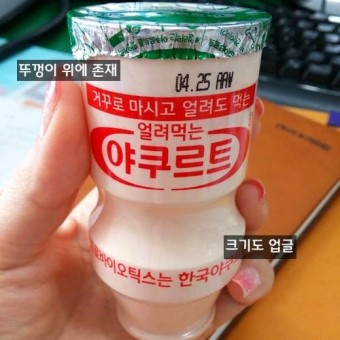 뚜껑이 위에 존재
04.25 AAW
거꾸로 마시고 얼려도 먹는
얼려먹는
야쿠르트
크기도 업글
바이오틱스는 한국야쿠